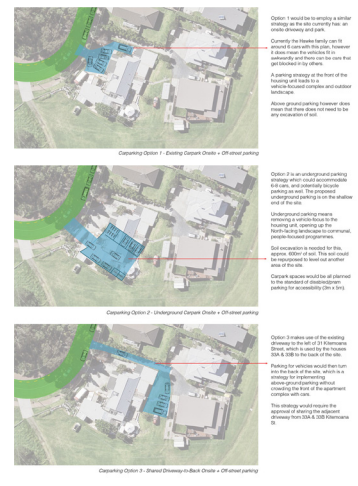 Option 1 would be to employ a similar
strategy as the site currently has: an
onsite driveway and park.
Currently the Hawke family can fit
around 6 cars with this plan, however
it does mean the vehicles fit in
awkwardly and there can be cars that
get blocked in by others.
A parking strategy at the front of the
housing unit leads to a
vehicle-focused complex and outdoor
landscape.
Above ground parking however does
mean that there does not need to be
any excavation of soil.
Carparking Option 1 - Existing Carpark Onsite + Off-street parking
Option 2 is an underground parking
strategy which could accommodate
6-8 cars, and potentially bicycle
parking as well. The proposed
underground parking is on the shallow
end of the site.
Underground parking means
removing a vehicle-focus to the
housing unit, opening up the
North-facing landscape to communal,
people-focused programmes.
Soil excavation is needed for this,
approx. 600m² of soil. This soil could
be repurposed to level out another
area of the site.
Carpark spaces would be all planned
to the standard of disabled/pram
parking for accessibility (3m x 5m).
Carparking Option 2 - Underground Carpark Onsite + Off-street parking
Option 3 makes use of the existing
driveway to the left of 31 Kitemoana
Street, which is used by the houses
33A & 33B to the back of the site.
Parking for vehicles would then turn
into the back of the site, which is a
strategy for implementing
above-ground parking without
crowding the front of the apartment
complex with cars.
This strategy would require the
approval of sharing the adjacent
driveway from 33A & 33B Kitemoana
St.
Carparking Option 3 - Shared Driveway-to-Back Onsite + Off-street parking